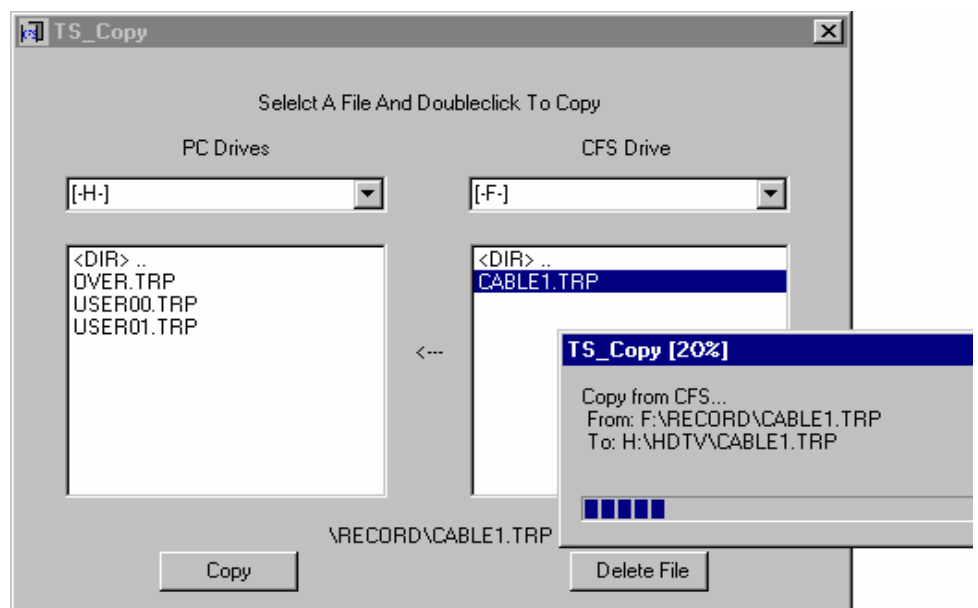 TS_Copy
Selelct A File And Doubleclick To Copy
PC Drives
CFS Drive
[-H-]
[-F-]
<DIR> ..
OVER.TRP
USER00.TRP
USER01.TRP
<---
<DIR> ..
CABLE1.TRP
TS_Copy [20%]
Copy from CFS...
From: F:\RECORD\CABLE1.TRP
To: H:\HDTV\CABLE1.TRP
\RECORD\CABLE1.TRP
Copy
Delete File